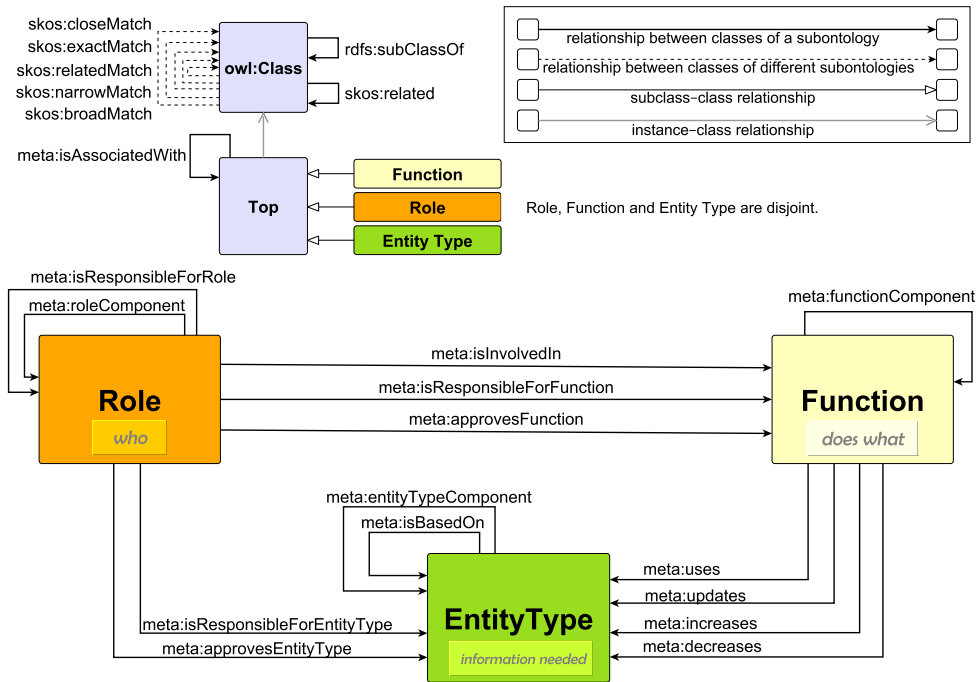 skos:closeMatch
skos:exactMatch
skos:relatedMatch
skos:narrowMatch
skos:broadMatch
owl:Class
rdfs:subClassOf
skos:related
relationship between classes of a subontology
relationship between classes of different subontologies
subclass-class relationship
instance-class relationship
meta:isAssociatedWith
Top
Function
Role
Entity Type
Role, Function and Entity Type are disjoint.
meta:isResponsibleForRole
meta:roleComponent
meta:functionComponent
Role
who
meta:isInvolvedIn
meta:isResponsibleForFunction
meta:approvesFunction
Function
does what
meta:entityTypeComponent
meta:isBasedOn
EntityType
information needed
meta:isResponsibleForEntityType
meta:approvesEntityType
meta:uses
meta:updates
meta:increases
meta:decreases